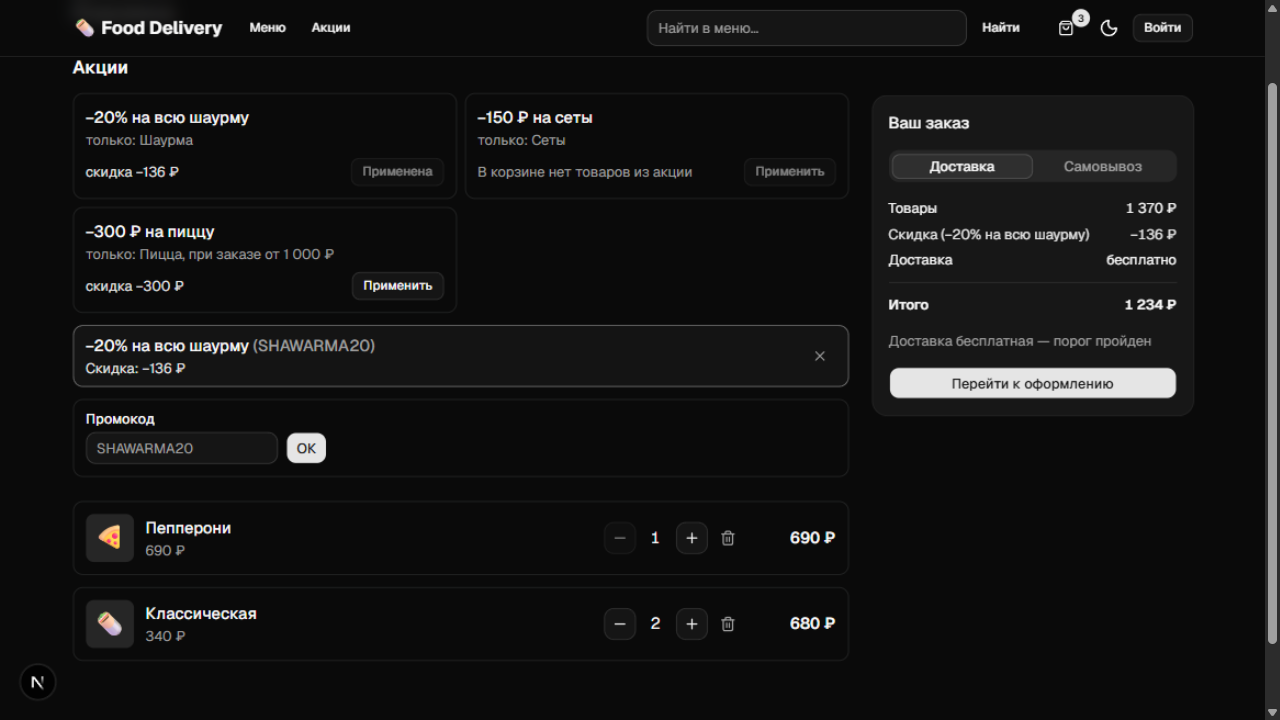 Food Delivery
Меню
Акции
Найти в меню...
Найти
3
Войти
Акции
−20% на всю шаурму
только: Шаурма
скидка −136 ₽
Применена
−150 ₽ на сеты
только: Сеты
В корзине нет товаров из акции
Применить
−300 ₽ на пиццу
только: Пицца, при заказе от 1 000 ₽
скидка −300 ₽
Применить
−20% на всю шаурму (SHAWARMA20)
Скидка: −136 ₽
Промокод
SHAWARMA20
ОК
Пепперони
690 ₽
1
690 ₽
Классическая
340 ₽
2
680 ₽
Ваш заказ
Доставка
Самовывоз
Товары 1 370 ₽
Скидка (−20% на всю шаурму) −136 ₽
Доставка бесплатно
Итого 1 234 ₽
Доставка бесплатная — порог пройден
Перейти к оформлению
N